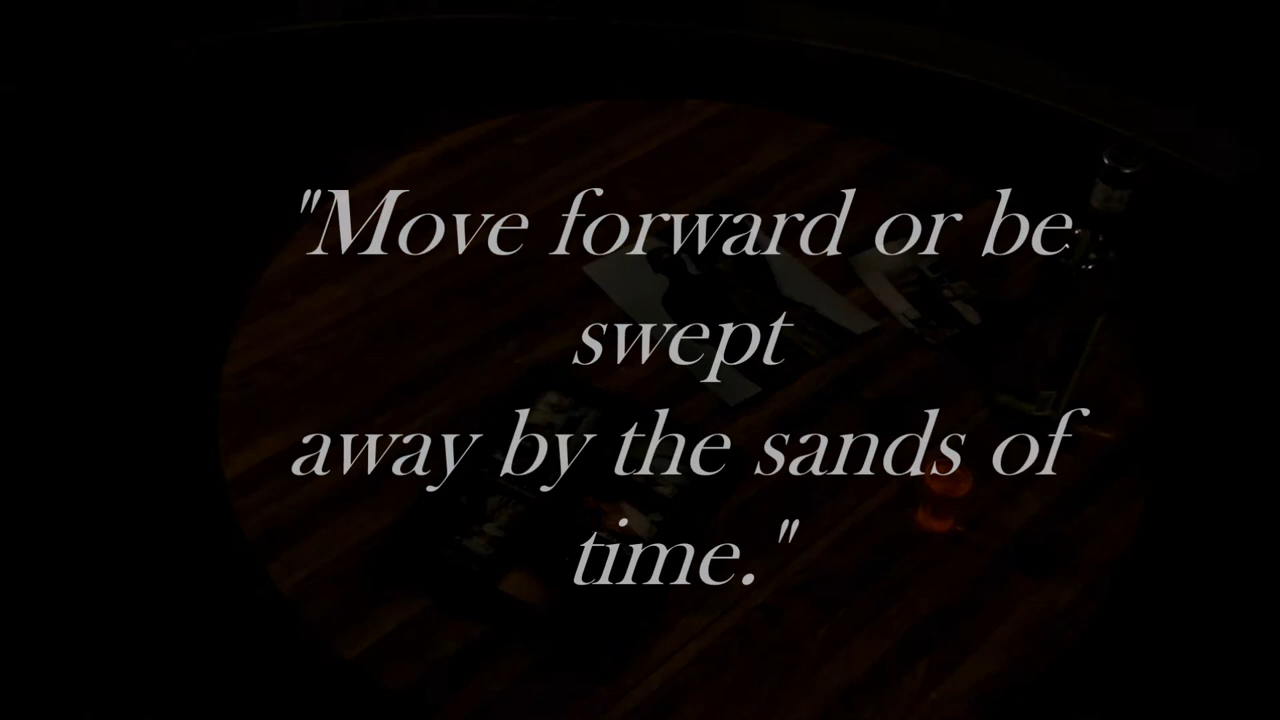 "Move forward or be
swept
away by the sands of
time."